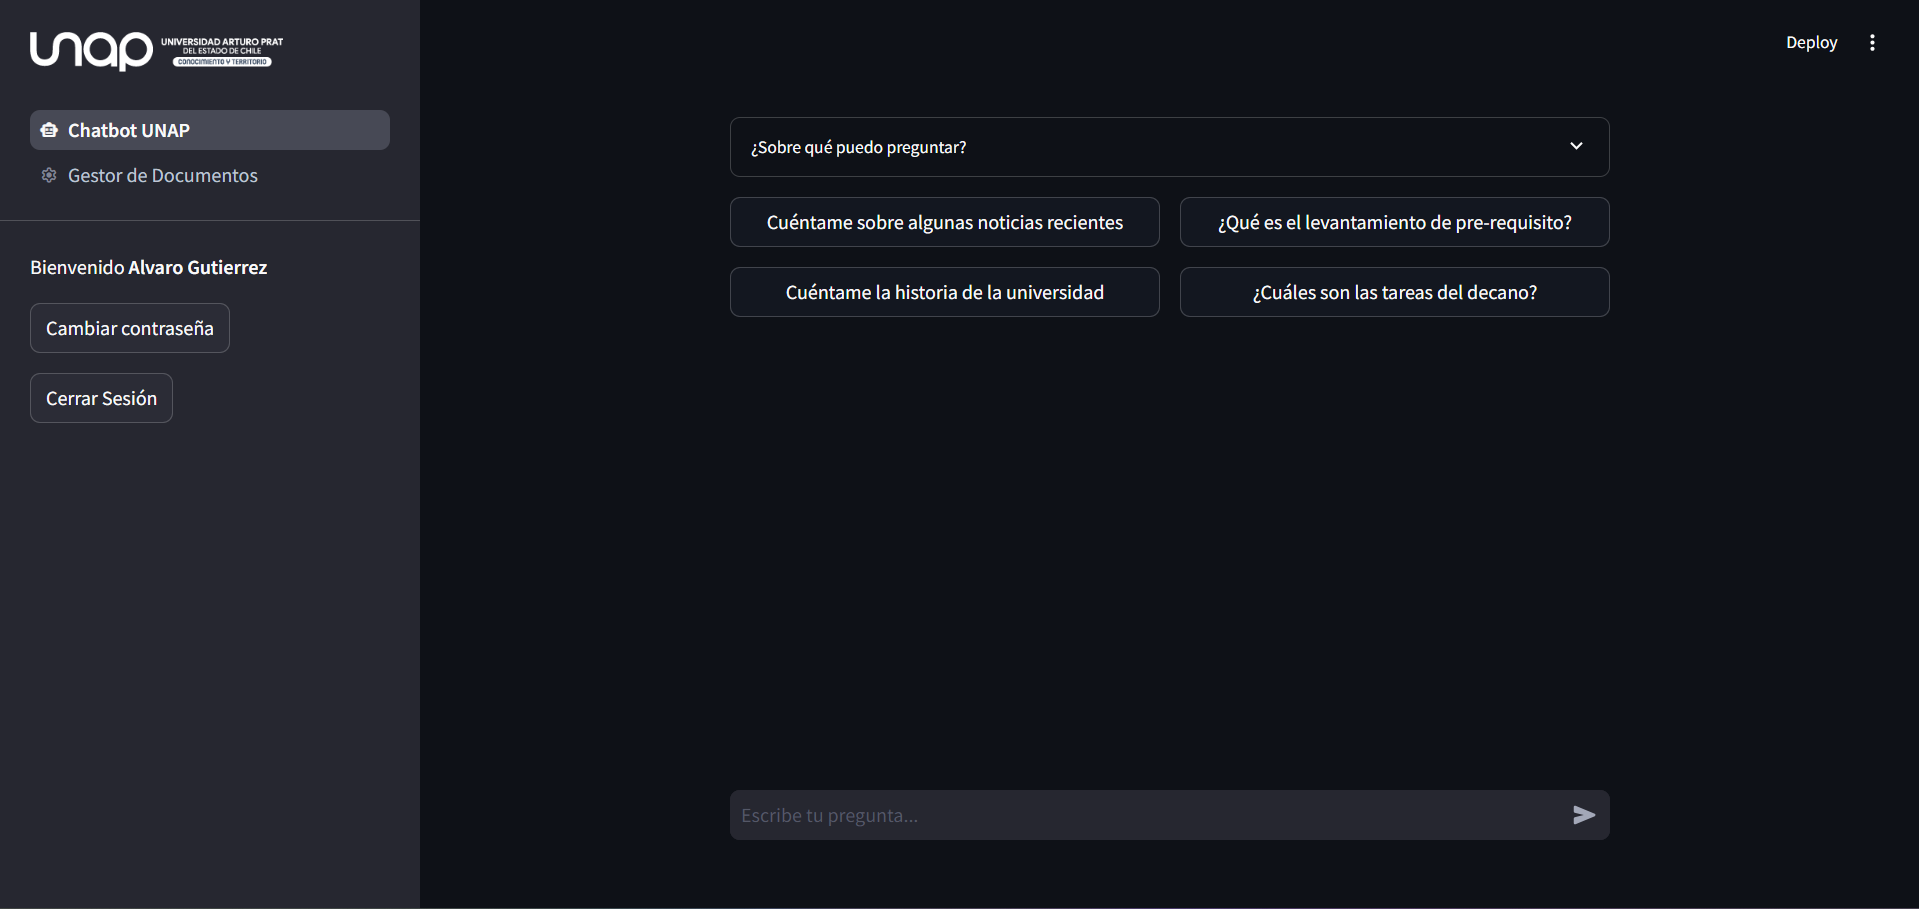 unap
UNIVERSIDAD ARTURO PRAT
DEL ESTADO DE CHILE
CONOCIMIENTO Y TERRITORIO
Chatbot UNAP
Gestor de Documentos
Bienvenido Alvaro Gutierrez
Cambiar contraseña
Cerrar Sesión
Deploy
¿Sobre qué puedo preguntar?
Cuéntame sobre algunas noticias recientes
¿Qué es el levantamiento de pre-requisito?
Cuéntame la historia de la universidad
¿Cuáles son las tareas del decano?
Escribe tu pregunta...